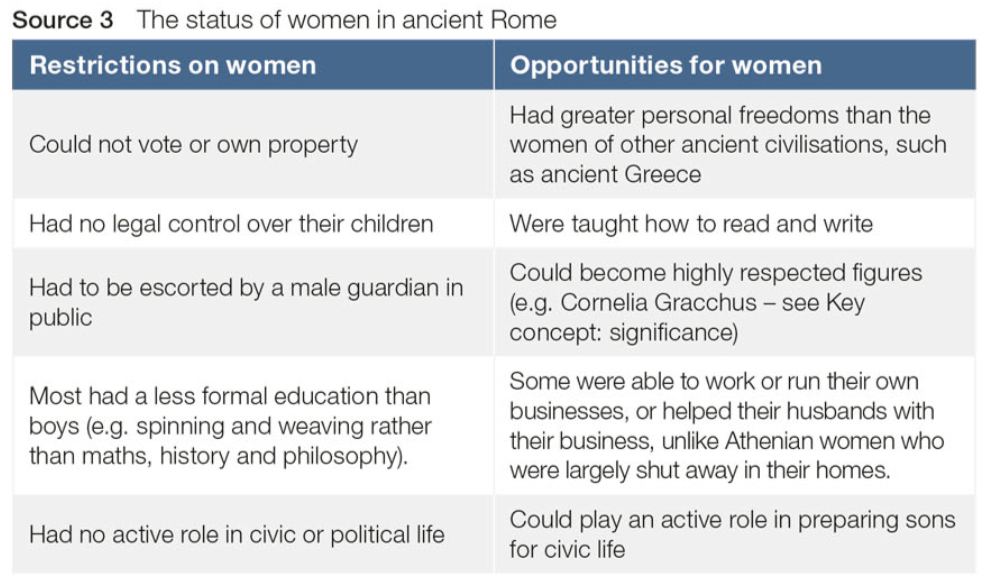 Source 3 The status of women in ancient Rome
Restrictions on women
Opportunities for women
Could not vote or own property
Had greater personal freedoms than the
women of other ancient civilisations, such
as ancient Greece
Had no legal control over their children
Were taught how to read and write
Had to be escorted by a male guardian in
public
Could become highly respected figures
(e.g. Cornelia Gracchus – see Key
concept: significance)
Most had a less formal education than
boys (e.g. spinning and weaving rather
than maths, history and philosophy).
Some were able to work or run their own
businesses, or helped their husbands with
their business, unlike Athenian women who
were largely shut away in their homes.
Had no active role in civic or political life
Could play an active role in preparing sons
for civic life